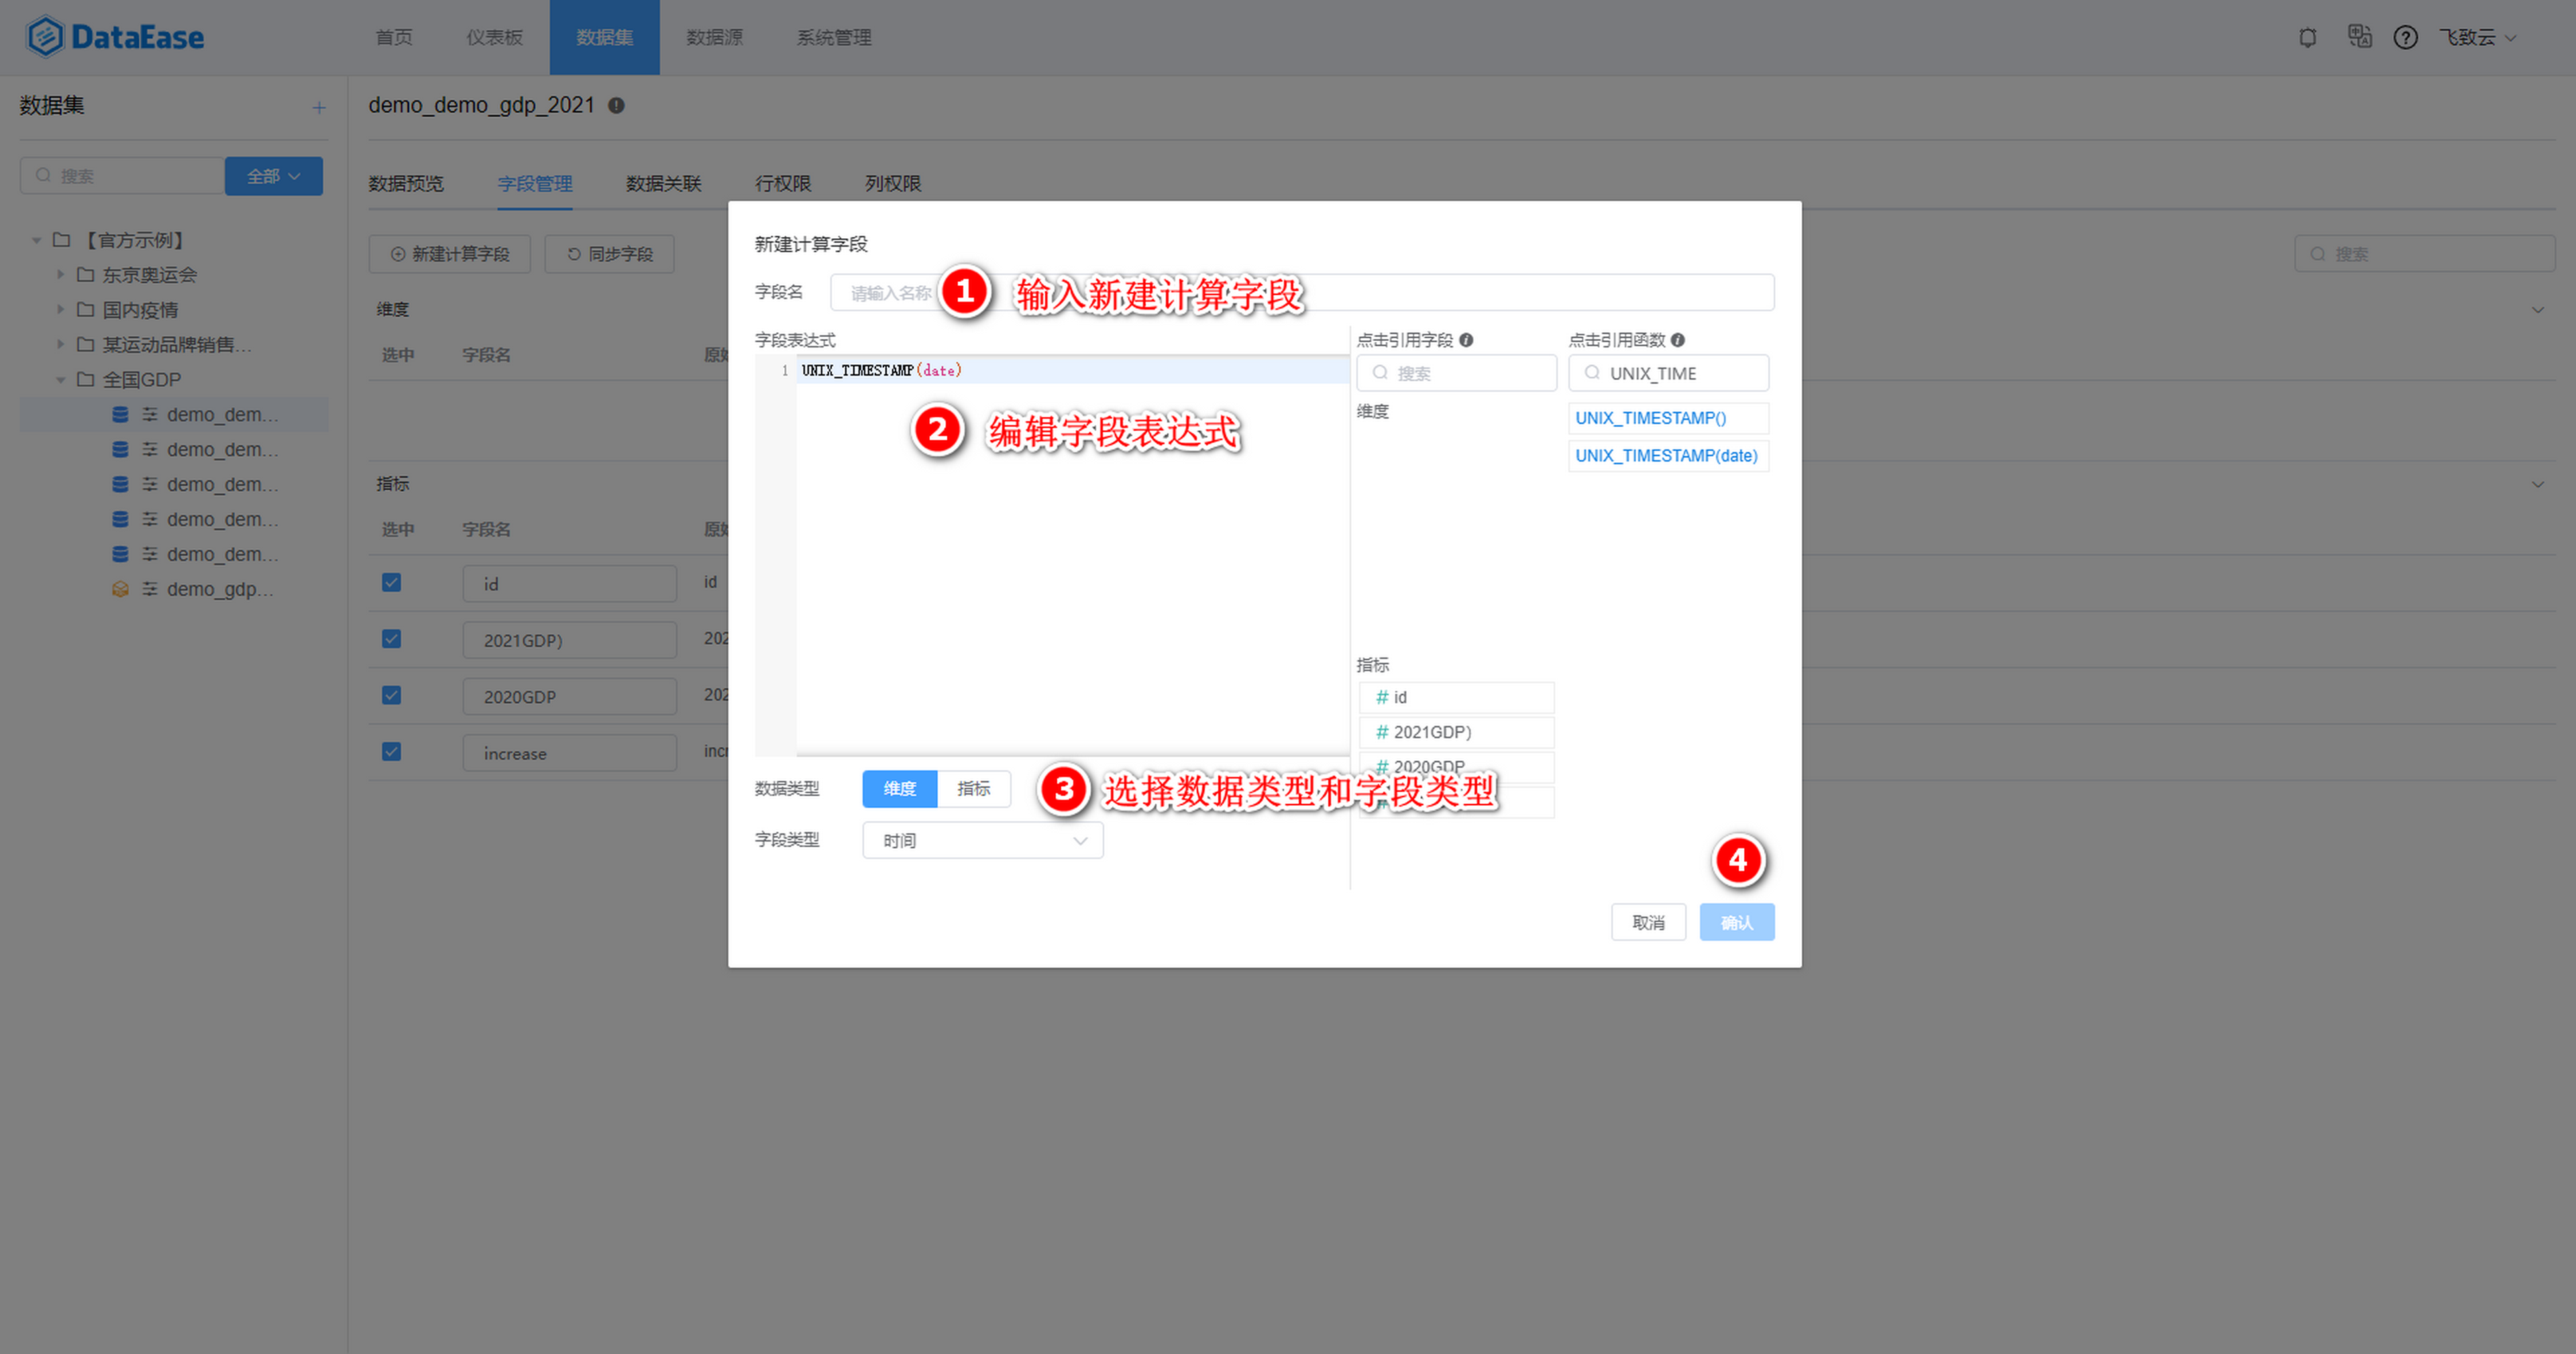 DataEase
首页
仪表板
数据集
数据源
系统管理
飞致云
数据集
搜索
全部
【官方示例】
东京奥运会
国内疫情
某运动品牌销售...
全国GDP
demo_dem...
demo_dem...
demo_dem...
demo_dem...
demo_dem...
demo_gdp...
demo_demo_gdp_2021
数据预览
字段管理
数据关联
行权限
列权限
新建计算字段
同步字段
搜索
维度
选中
字段名
指标
选中
字段名
id
id
2021GDP)
202
2020GDP
202
increase
incr
新建计算字段
字段名
请输入名称
1
输入新建计算字段
字段表达式
1
UNIX_TIMESTAMP(date)
2
编辑字段表达式
点击引用字段
搜索
维度
点击引用函数
UNIX_TIME
UNIX_TIMESTAMP()
UNIX_TIMESTAMP(date)
指标
# id
# 2021GDP)
# 2020GDP
数据类型
维度
指标
3
选择数据类型和字段类型
字段类型
时间
4
取消
确认